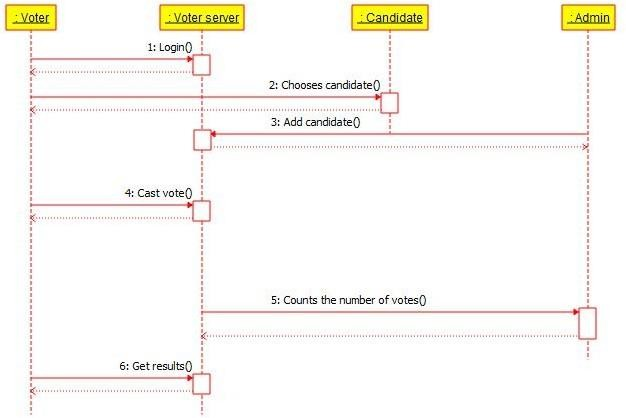 : Voter
: Voter server
: Candidate
: Admin
1: Login()
2: Chooses candidate()
3: Add candidate()
4: Cast vote()
5: Counts the number of votes()
6: Get results()